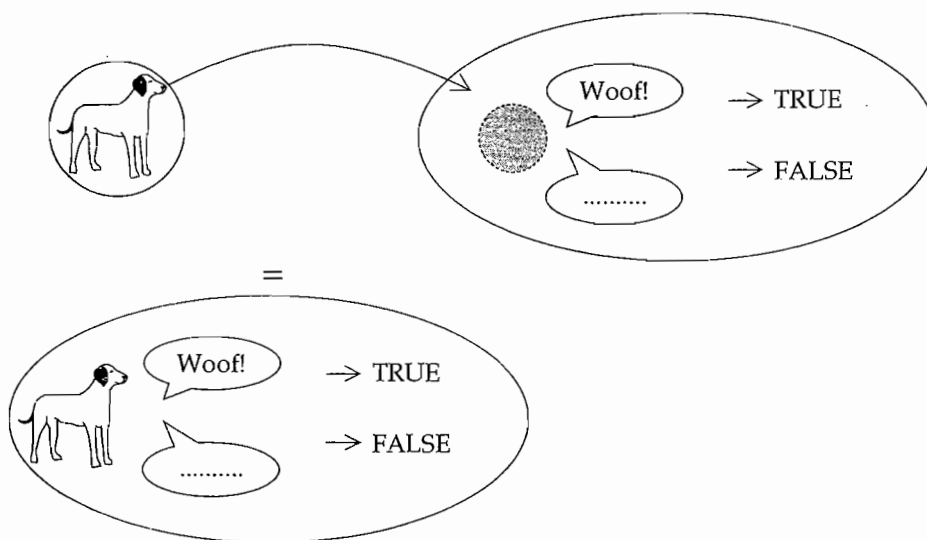 Woof! → TRUE
.......... → FALSE
=
Woof! → TRUE
.......... → FALSE